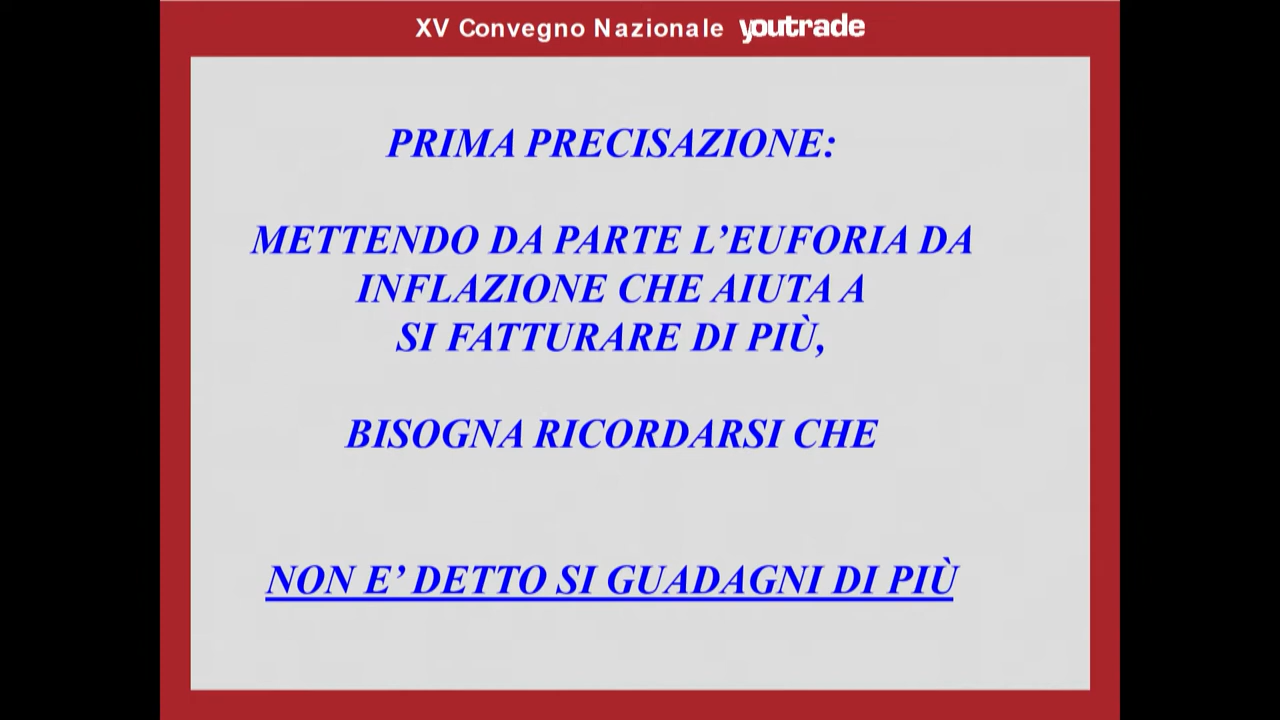 XV Convegno Nazionale youtrade
PRIMA PRECISAZIONE:
METTENDO DA PARTE L’EUFORIA DA
INFLAZIONE CHE AIUTA A
SI FATTURARE DI PIÙ,
BISOGNA RICORDARSI CHE
NON E’ DETTO SI GUADAGNI DI PIÙ